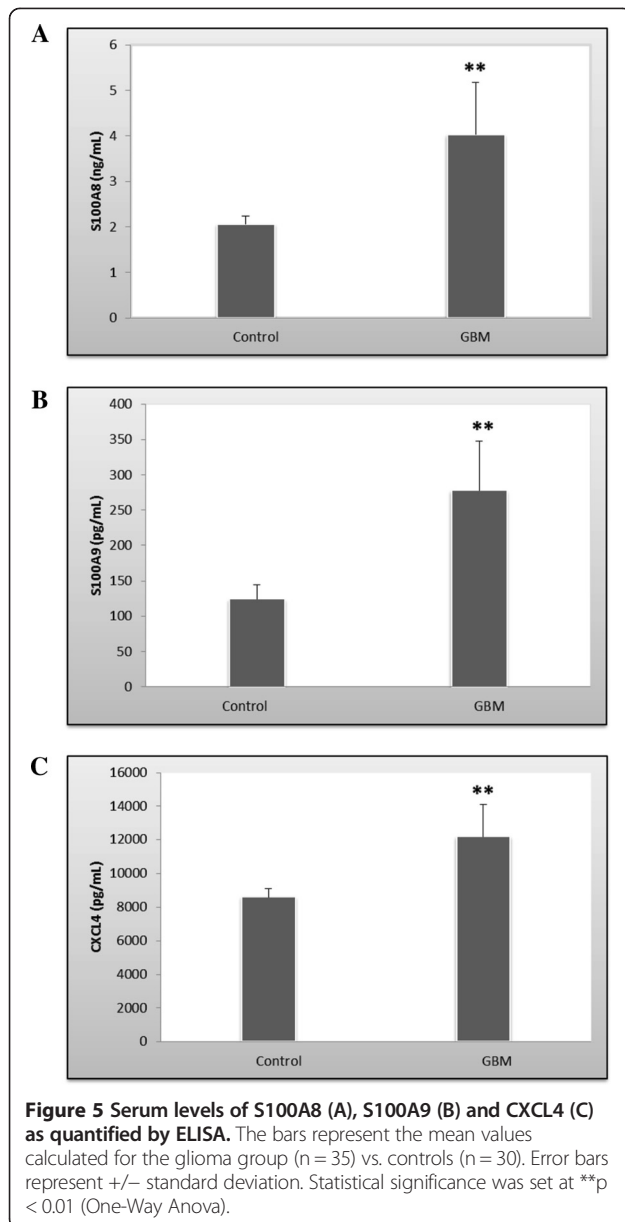 A
6
5
4
3
2
1
0
S100A8 (ng/mL)
**
Control GBM
B
400
350
300
250
200
150
100
50
0
S100A9 (pg/mL)
**
Control GBM
C
16000
14000
12000
10000
8000
6000
4000
2000
0
CXCL4 (pg/mL)
**
Control GBM
Figure 5 Serum levels of S100A8 (A), S100A9 (B) and CXCL4 (C)
as quantified by ELISA. The bars represent the mean values
calculated for the glioma group (n = 35) vs. controls (n = 30). Error bars
represent +/− standard deviation. Statistical significance was set at **p
< 0.01 (One-Way Anova).